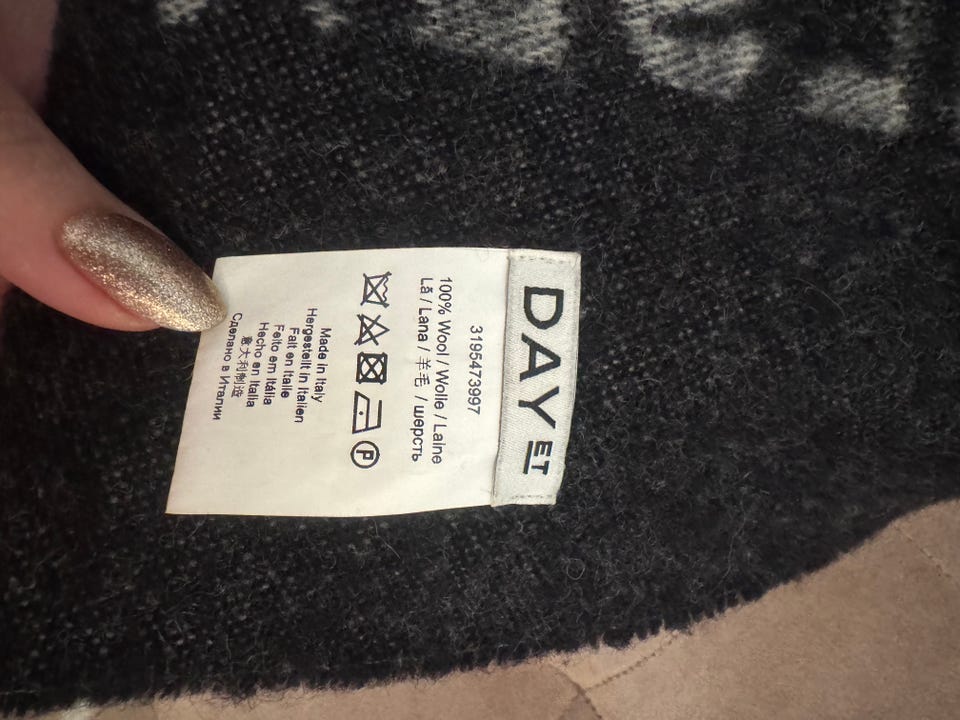 DAY ET
3195473997
100% Wool / Wolle / Laine
Lã / Lana / 羊毛 / шерсть
P
Made in Italy
Hergestellt in Italien
Fait en Italie
Feito em Itália
Hecho en Italia
意大利制造
Сделано в Италии